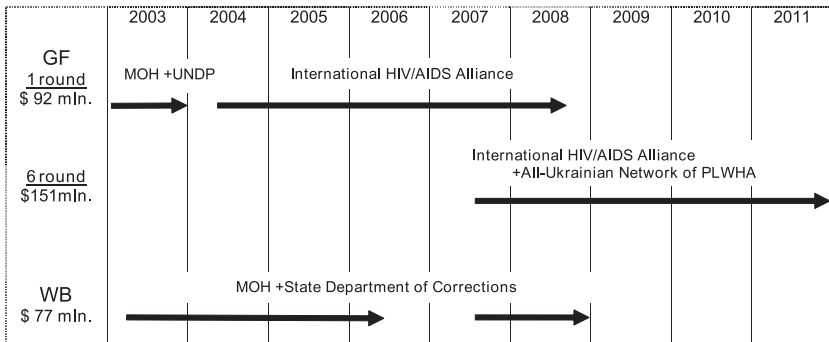 2003 2004 2005 2006 2007 2008 2009 2010 2011
GF
1 round
$ 92 mln.
MOH +UNDP
International HIV/AIDS Alliance
6 round
$151mln.
International HIV/AIDS Alliance
+All-Ukrainian Network of PLWHA
WB
$ 77 mln.
MOH +State Department of Corrections